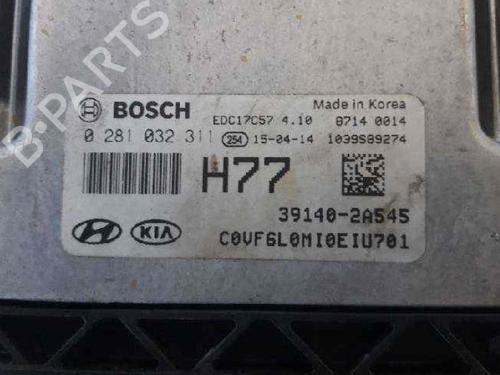 BOSCH EDC17C57 4.10 Made in Korea
8714 0014
0 281 032 311 254 15-04-14 1039S89274
H77
39140-2A545
KIA C0VF6L0MI0EIU701
B-PARTS